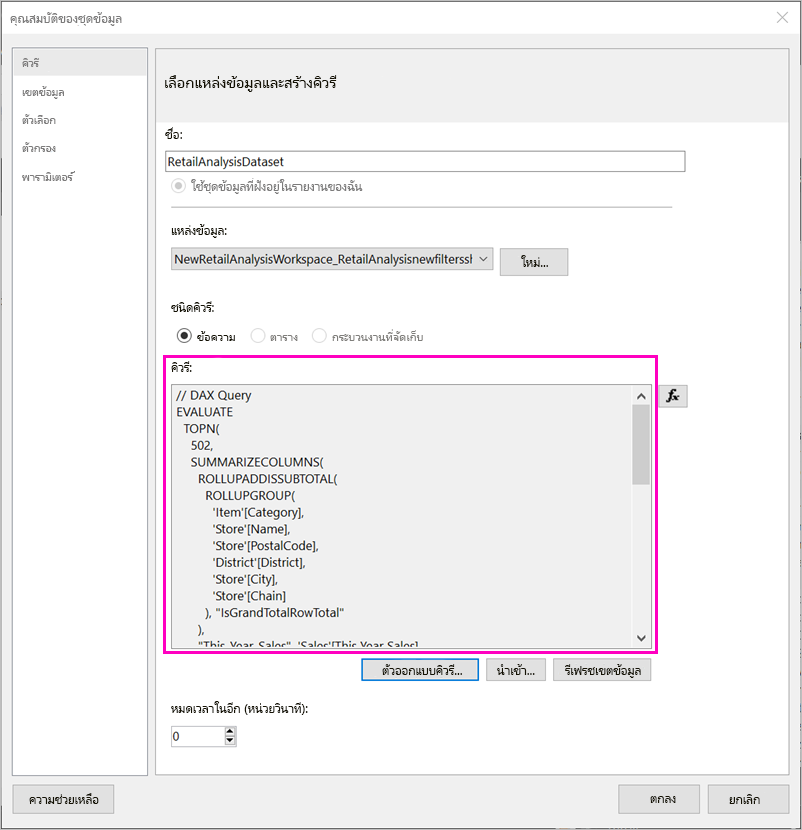 คุณสมบัติของชุดข้อมูล
คิวรี
เขตข้อมูล
ตัวเลือก
ตัวกรอง
พารามิเตอร์
เลือกแหล่งข้อมูลและสร้างคิวรี
ชื่อ:
RetailAnalysisDataset
ใช้ชุดข้อมูลที่ฝังอยู่ในรายงานของฉัน
แหล่งข้อมูล:
NewRetailAnalysisWorkspace_RetailAnalysisnewfilterssh
ใหม่...
ชนิดคิวรี:
ข้อความ ตาราง กระบวนงานที่จัดเก็บ
คิวรี:
// DAX Query
fx
EVALUATE
TOPN(
502,
SUMMARIZECOLUMNS(
ROLLUPADDISSUBTOTAL(
ROLLUPGROUP(
'Item'[Category],
'Store'[Name],
'Store'[PostalCode],
'District'[District],
'Store'[City],
'Store'[Chain]
), "IsGrandTotalRowTotal"
),
"This_Year_Sales", 'Sales'[This Year Sales]
ตัวออกแบบคิวรี... นำเข้า... รีเฟรชเขตข้อมูล
หมดเวลาในอีก (หน่วยวินาที):
0
ความช่วยเหลือ ตกลง ยกเลิก